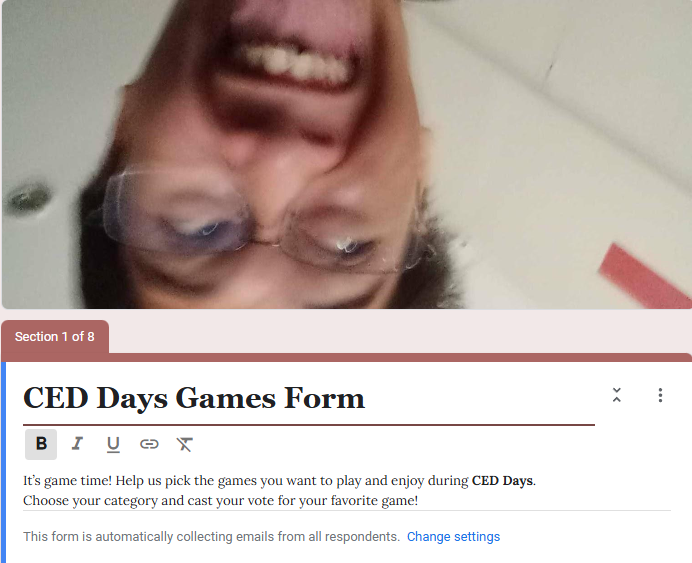 Section 1 of 8
CED Days Games Form
B I U
It's game time! Help us pick the games you want to play and enjoy during CED Days.
Choose your category and cast your vote for your favorite game!
This form is automatically collecting emails from all respondents. Change settings